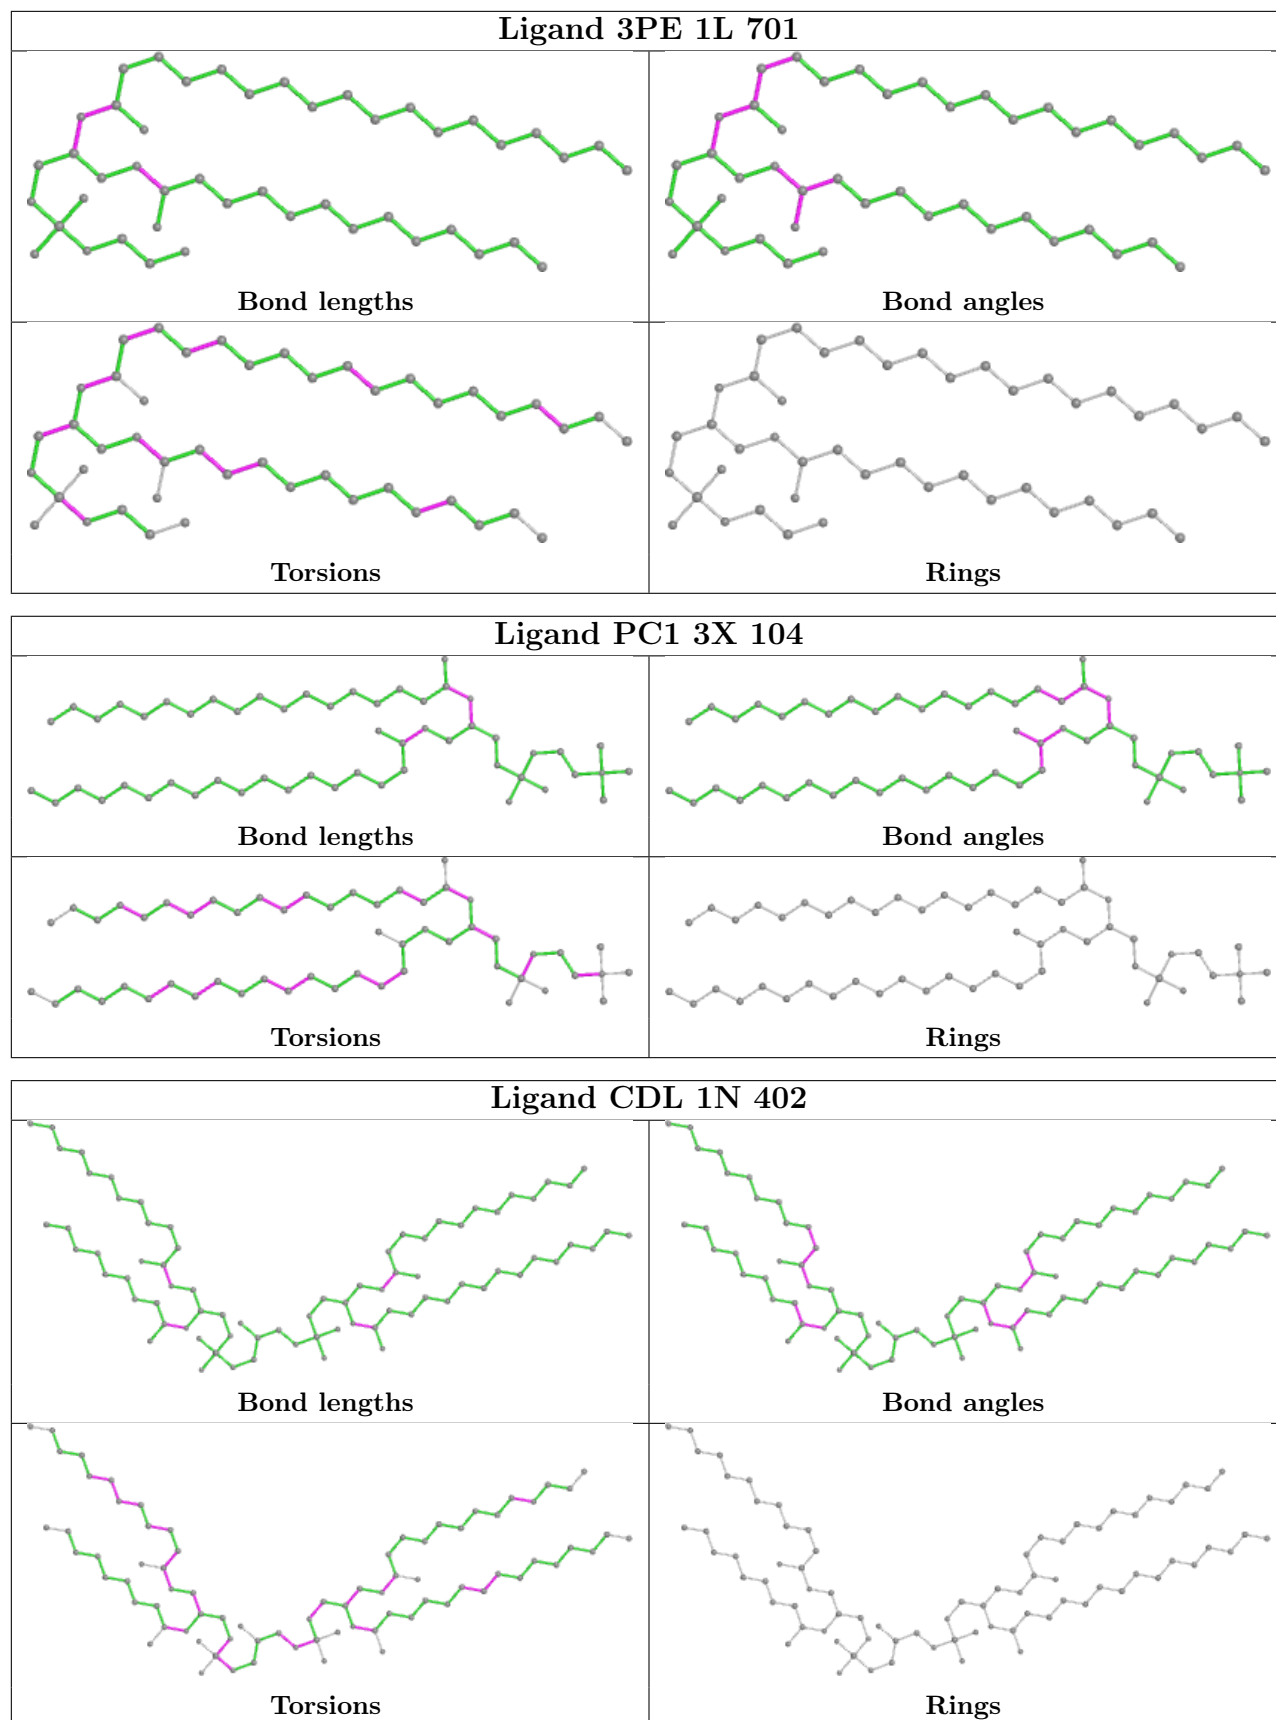 Ligand 3PE 1L 701
Bond lengths
Bond angles
Torsions
Rings
Ligand PC1 3X 104
Bond lengths
Bond angles
Torsions
Rings
Ligand CDL 1N 402
Bond lengths
Bond angles
Torsions
Rings